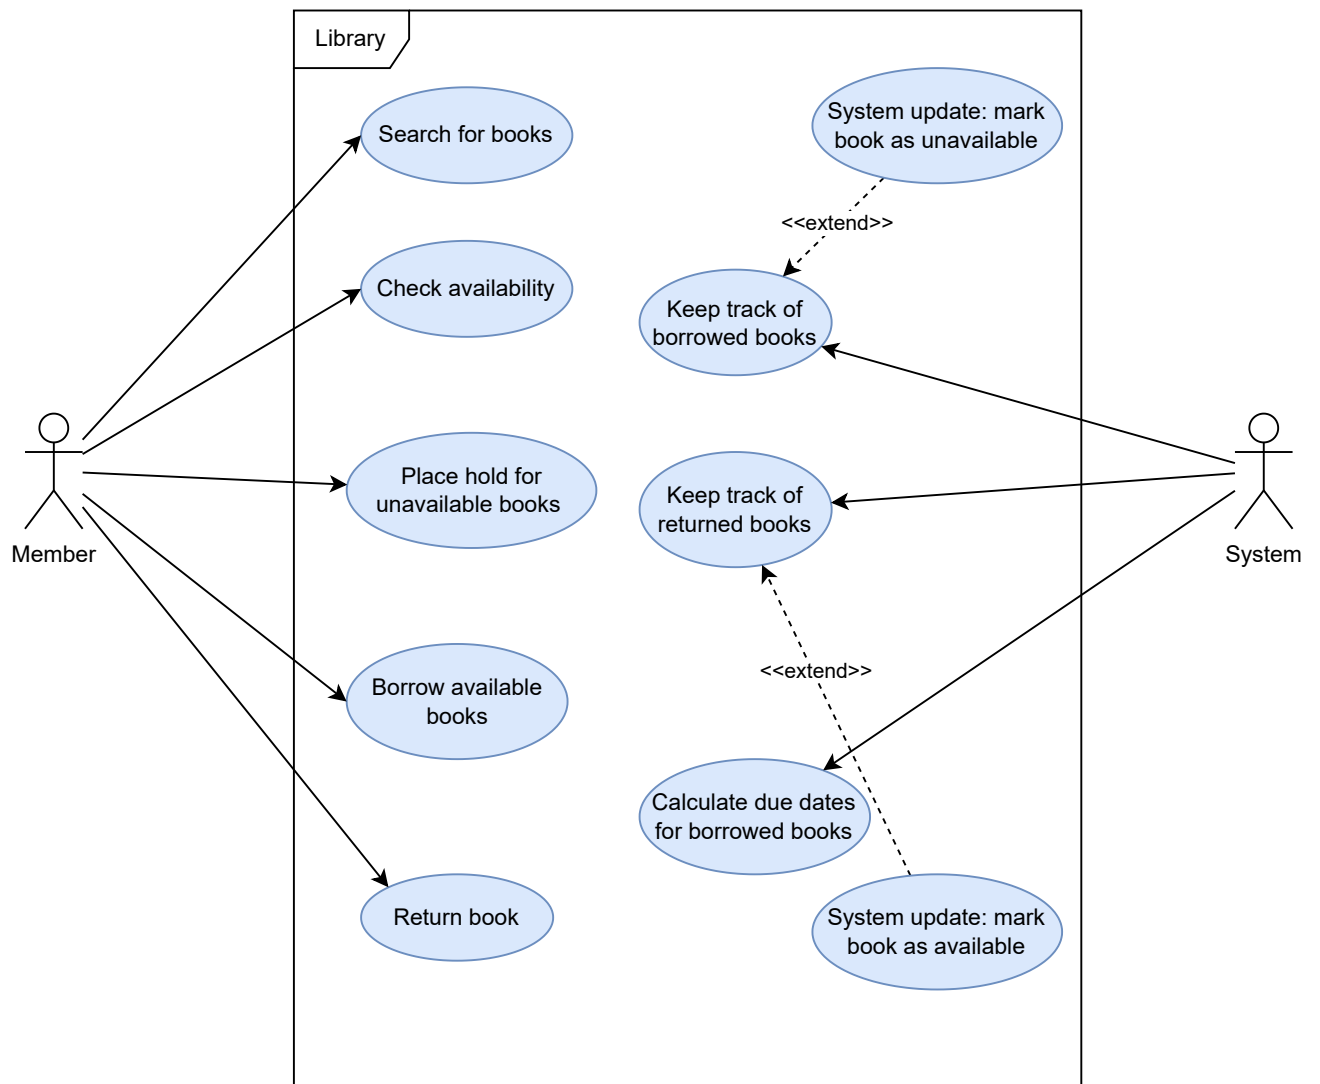 Library
Search for books
System update: mark
book as unavailable
<<extend>>
Check availability
Keep track of
borrowed books
Place hold for
unavailable books
Keep track of
returned books
Member
System
<<extend>>
Borrow available
books
Calculate due dates
for borrowed books
Return book
System update: mark
book as available